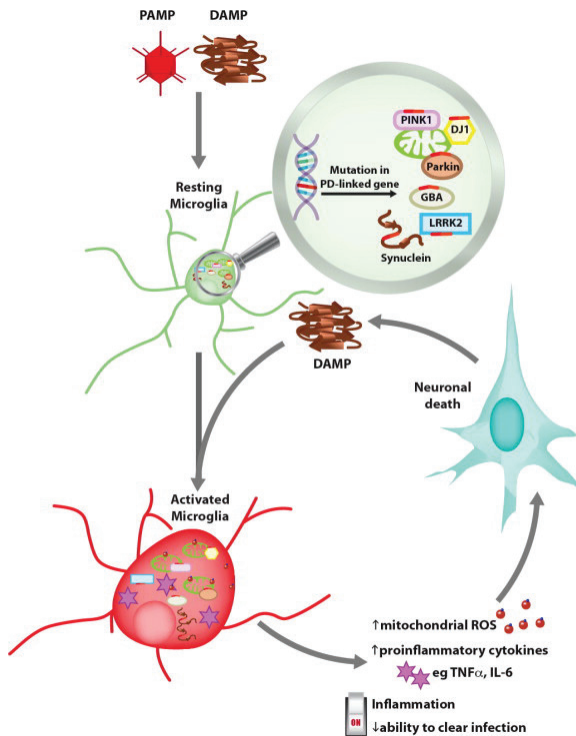 PAMP
DAMP
Resting
Microglia
Mutation in
PD-linked gene
PINK1
DJ1
Parkin
GBA
LRRK2
Synuclein
DAMP
Neuronal
death
Activated
Microglia
↑mitochondrial ROS
↑proinflammatory cytokines
eg TNFα, IL-6
ON
Inflammation
↓ability to clear infection